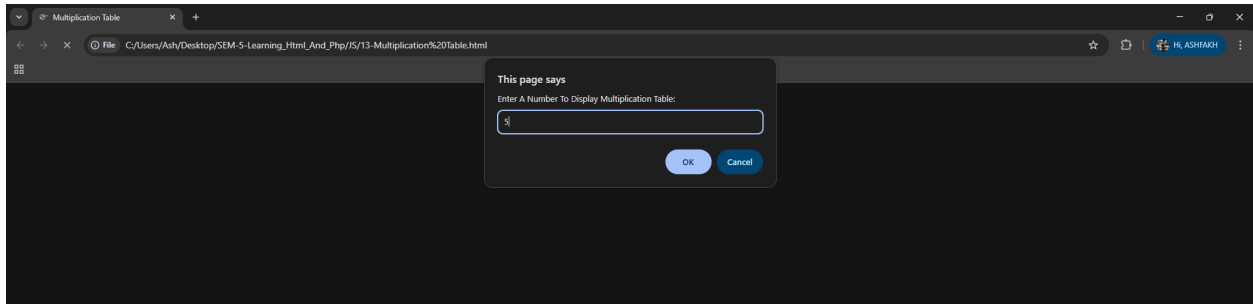 Multiplication Table
File C:/Users/Ash/Desktop/SEM-5-Learning_Html_And_Php/JS/13-Multiplication%20Table.html
Hi, ASHFAKH
This page says
Enter A Number To Display Multiplication Table:
5
OK Cancel